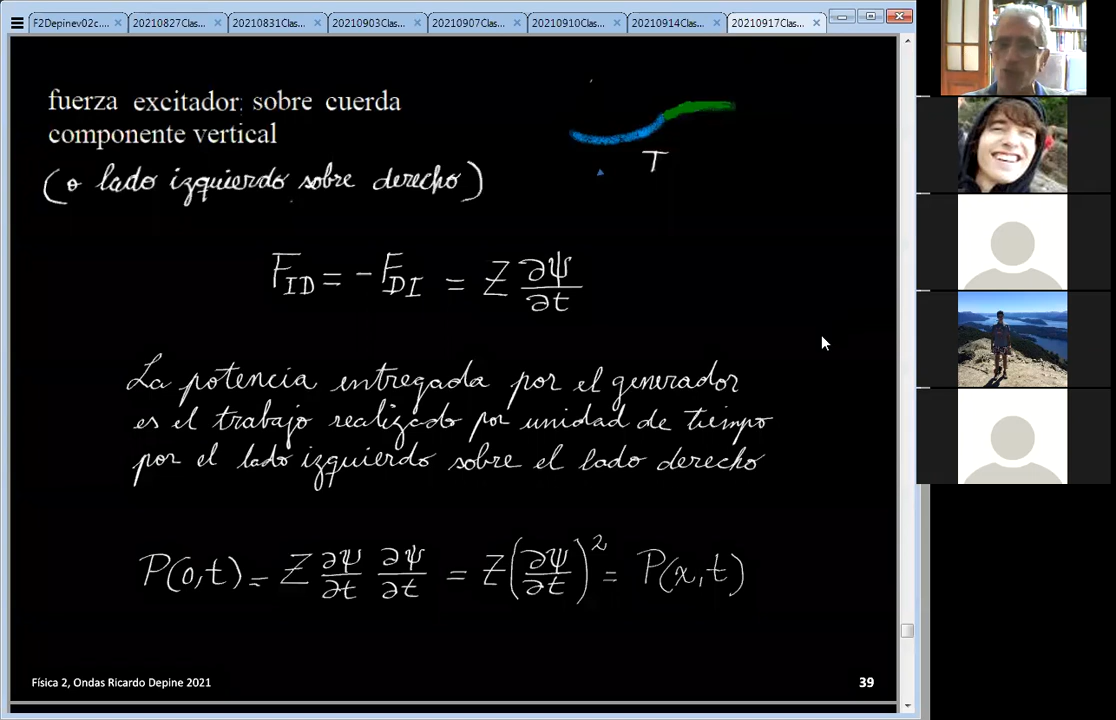 F2Depinev02c....
20210827Clas...
20210831Clas...
20210903Clas...
20210907Clas...
20210910Clas...
20210914Clas...
20210917Clas...
fuerza excitador sobre cuerda
componente vertical
(o lado izquierdo sobre derecho)
T
F_ID = -F_DI = Z ∂ψ/∂t
La potencia entregada por el generador
es el trabajo realizado por unidad de tiempo
por el lado izquierdo sobre el lado derecho
P(0,t) = Z ∂ψ/∂t ∂ψ/∂t = Z(∂ψ/∂t)² = P(x,t)
Física 2, Ondas Ricardo Depine 2021
39